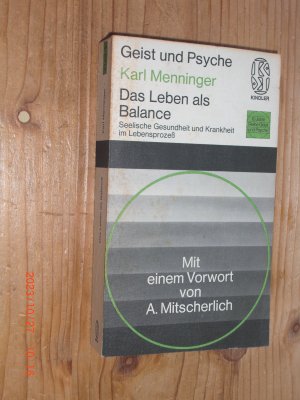 Geist und Psyche
Karl Menninger
Das Leben als
Balance
Seelische Gesundheit und Krankheit
im Lebensprozeß
KINDLER
Mit
einem Vorwort
von
A. Mitscherlich